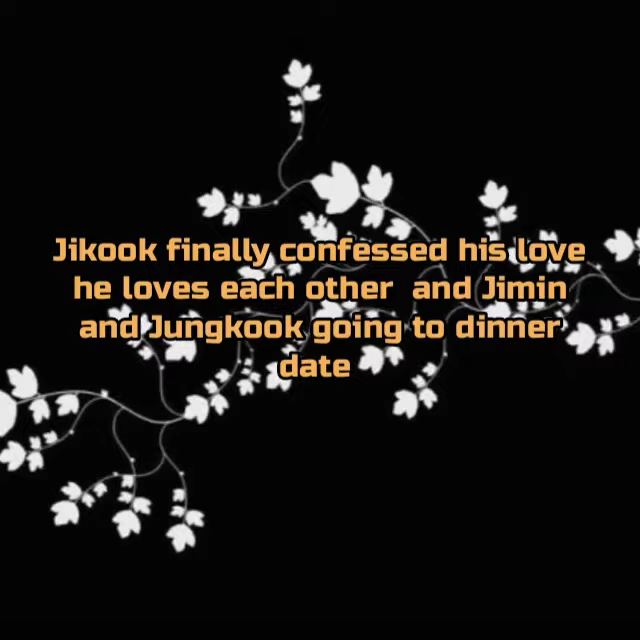 Jikook finally confessed his love
he loves each other and Jimin
and Jungkook going to dinner
date